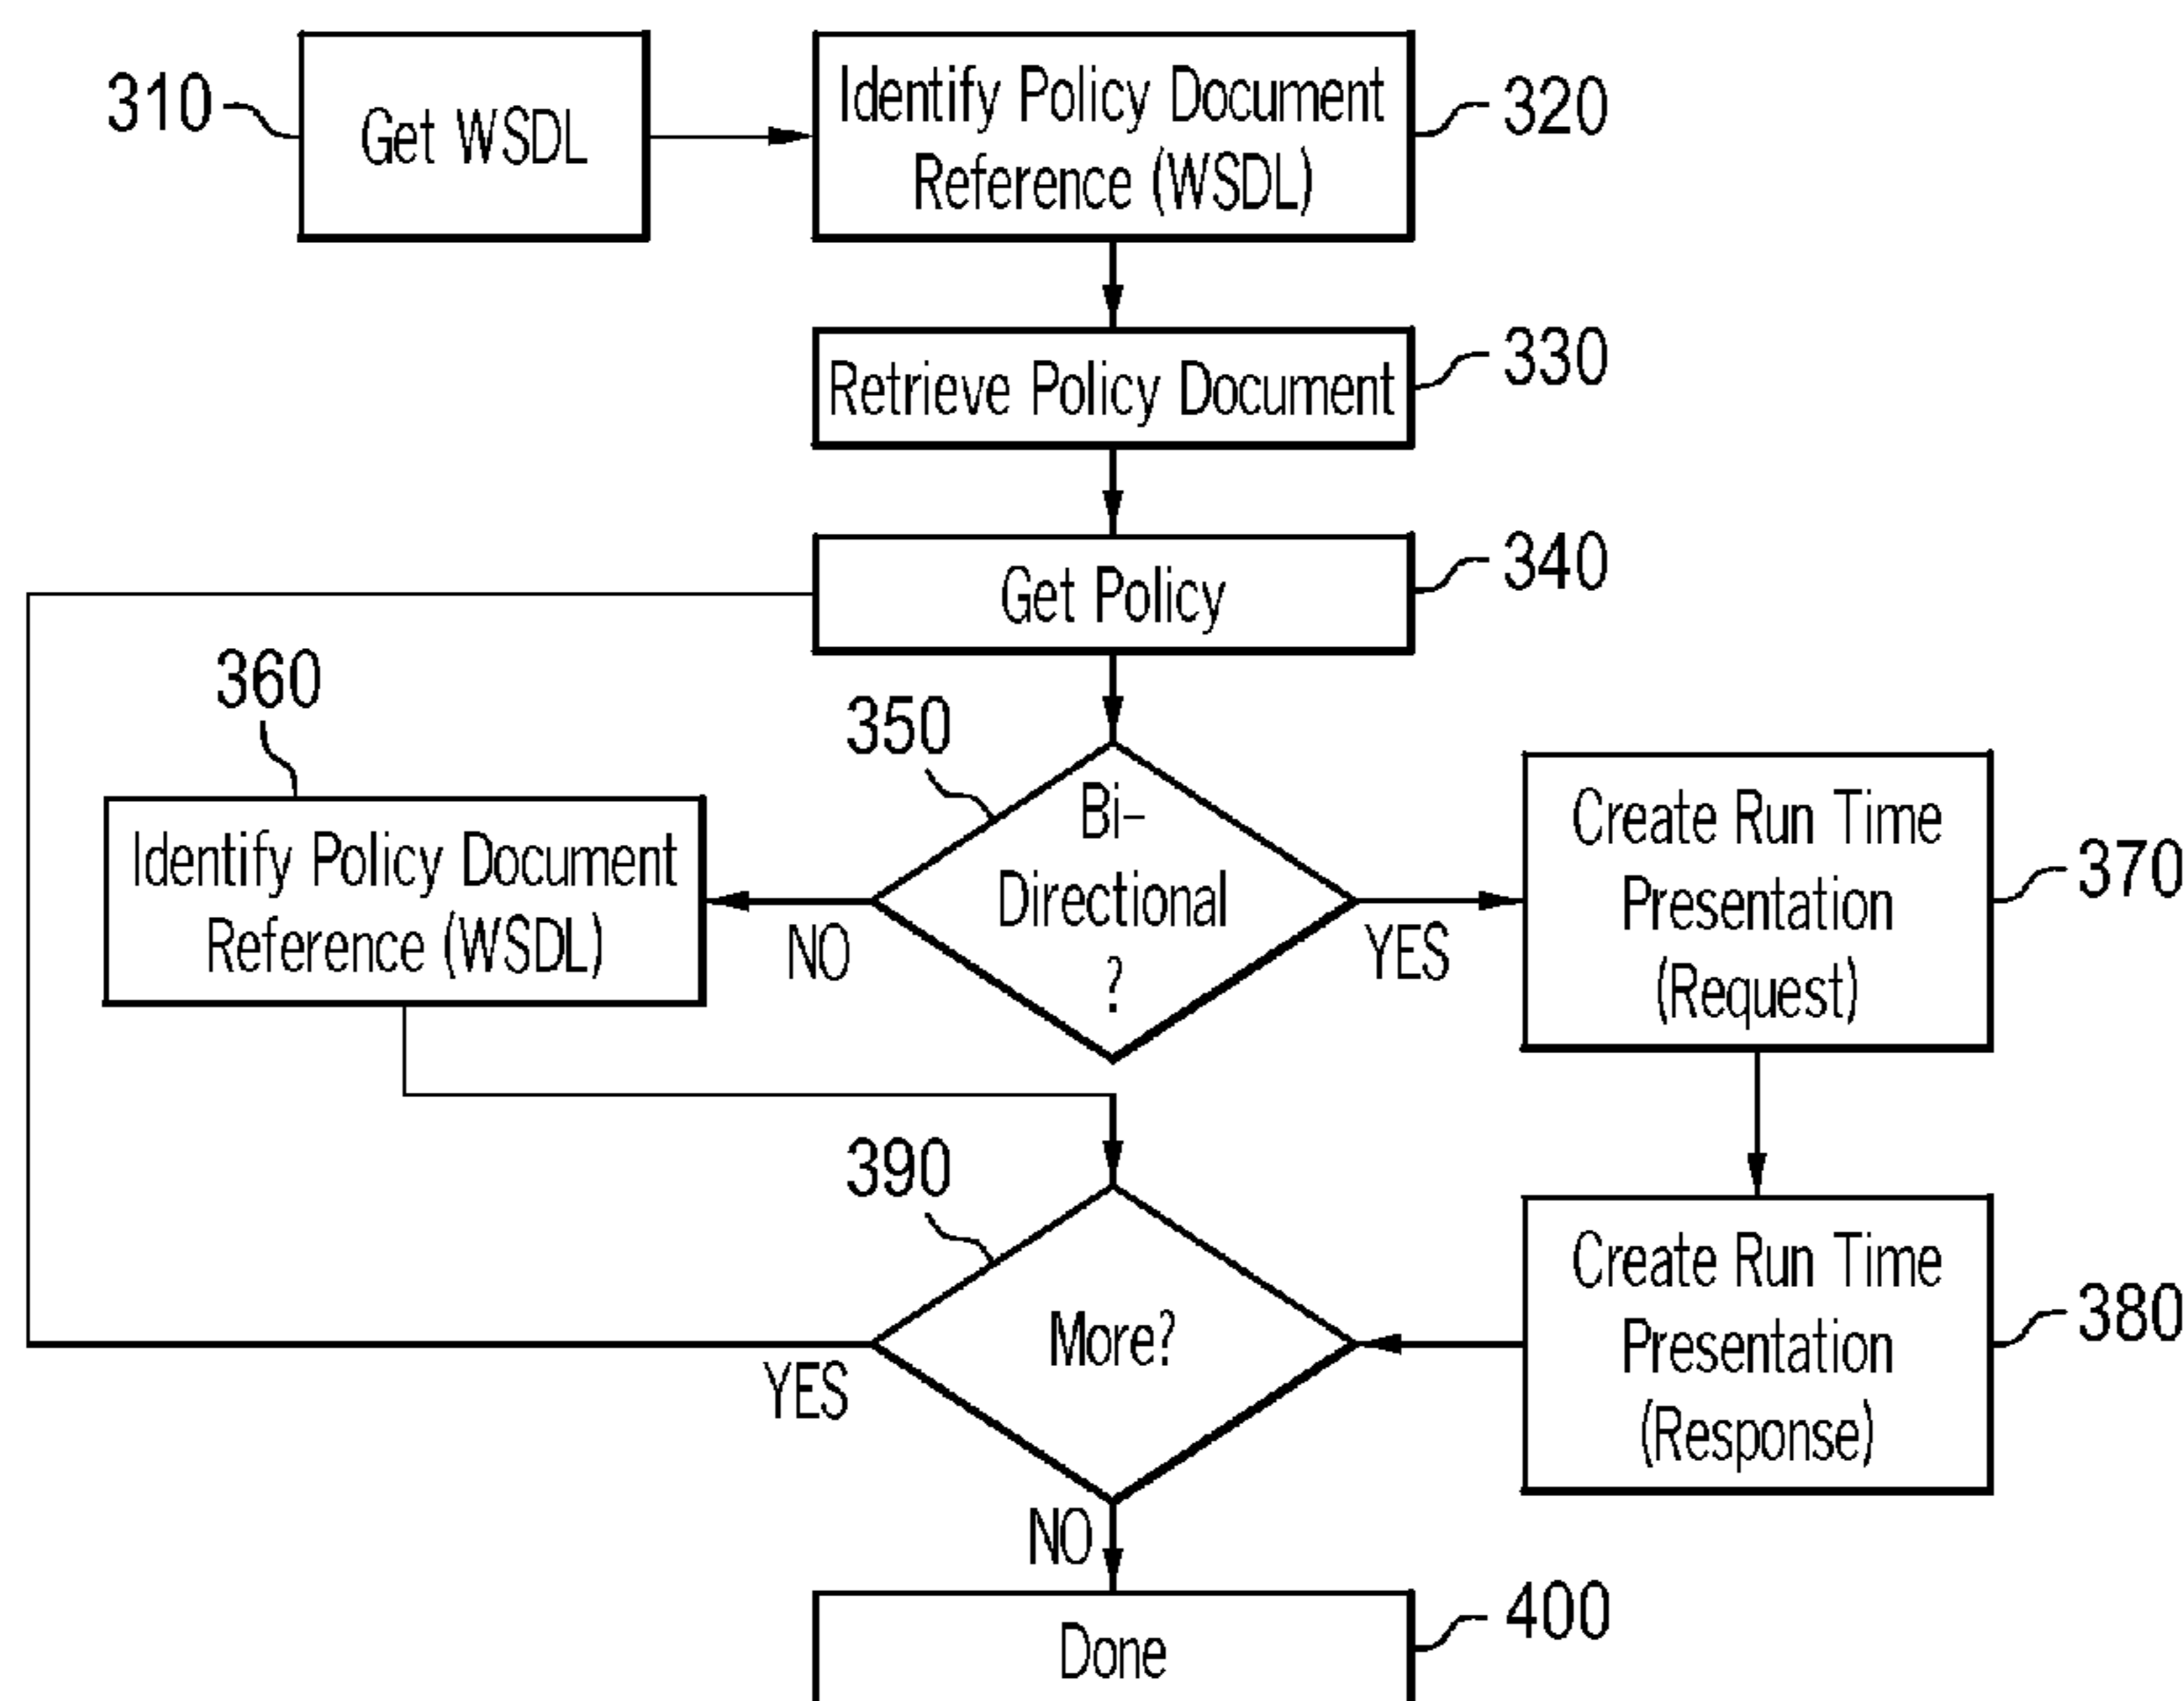 310
Get WSDL
Identify Policy Document
Reference (WSDL)
320
Retrieve Policy Document
330
Get Policy
340
350
Bi-
Directional
?
NO
YES
360
Identify Policy Document
Reference (WSDL)
Create Run Time
Presentation
(Request)
370
390
More?
YES
NO
Create Run Time
Presentation
(Response)
380
Done
400